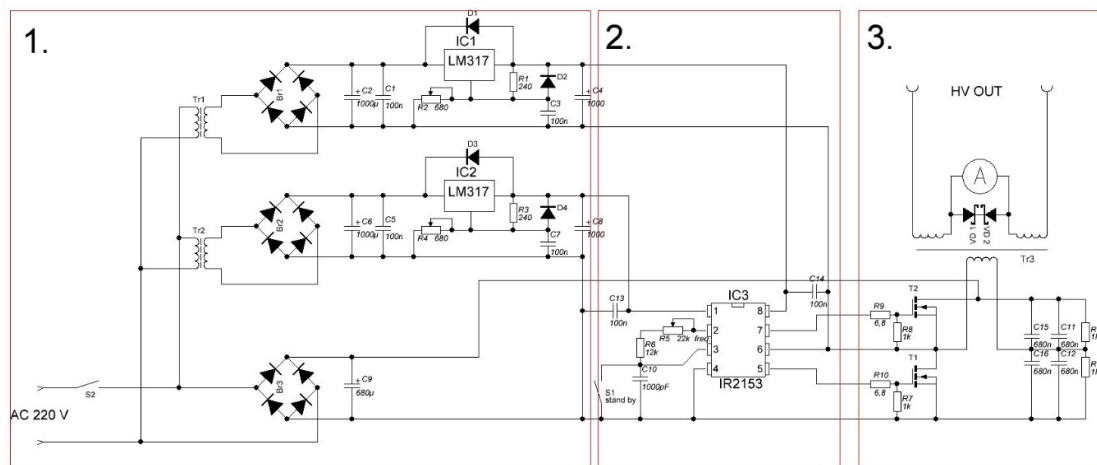 1.
2.
3.
D1
IC1
LM317
R1
240
D2
C2
1000µ
C1
100n
R2 680
C3
100n
C4
1000
Tr1
Br1
D3
IC2
LM317
R3
240
D4
C6
1000µ
C5
100n
R4 680
C7
100n
C8
1000
Tr2
Br2
C9
680µ
Br3
S2
AC 220 V
C14
100n
C13
100n
IC3
1 8
2 7
3 6
4 5
IR2153
R5 22k freq
R6
12k
C10
1000pF
S1
stand by
HV OUT
A
VD 1
VD 2
Tr3
T2
R9
6,8
R8
1k
T1
R10
6,8
R7
1k
C15
680n
C11
680n
C16
680n
C12
680n